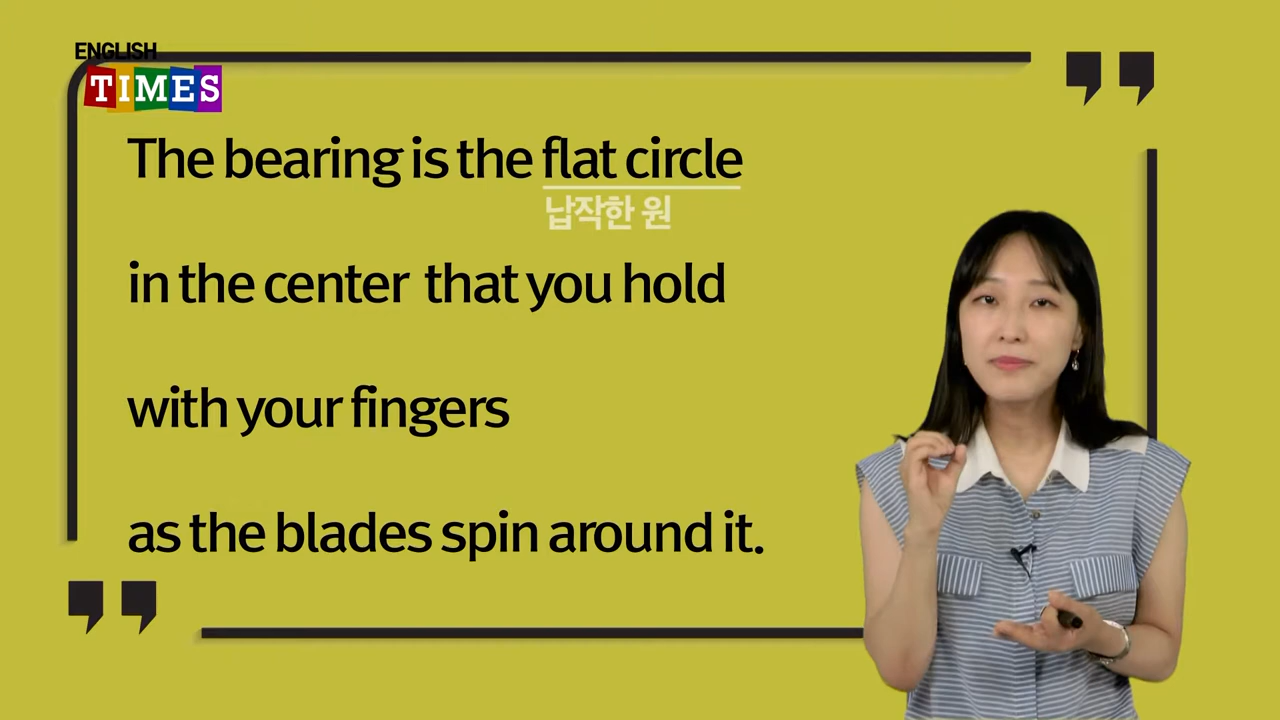 ENGLISH
TIMES
The bearing is the flat circle
납작한 원
in the center that you hold
with your fingers
as the blades spin around it.